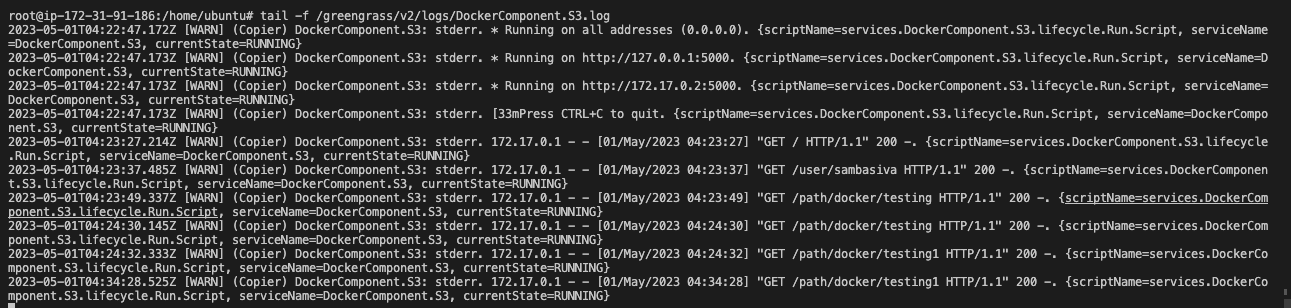 root@ip-172-31-91-186:/home/ubuntu# tail -f /greengrass/v2/logs/DockerComponent.S3.log
2023-05-01T04:22:47.172Z [WARN] (Copier) DockerComponent.S3: stderr. * Running on all addresses (0.0.0.0). {scriptName=services.DockerComponent.S3.lifecycle.Run.Script, serviceName
=DockerComponent.S3, currentState=RUNNING}
2023-05-01T04:22:47.173Z [WARN] (Copier) DockerComponent.S3: stderr. * Running on http://127.0.0.1:5000. {scriptName=services.DockerComponent.S3.lifecycle.Run.Script, serviceName=D
ockerComponent.S3, currentState=RUNNING}
2023-05-01T04:22:47.173Z [WARN] (Copier) DockerComponent.S3: stderr. * Running on http://172.17.0.2:5000. {scriptName=services.DockerComponent.S3.lifecycle.Run.Script, serviceName=
DockerComponent.S3, currentState=RUNNING}
2023-05-01T04:22:47.173Z [WARN] (Copier) DockerComponent.S3: stderr. [33mPress CTRL+C to quit. {scriptName=services.DockerComponent.S3.lifecycle.Run.Script, serviceName=DockerCompo
nent.S3, currentState=RUNNING}
2023-05-01T04:23:27.214Z [WARN] (Copier) DockerComponent.S3: stderr. 172.17.0.1 - - [01/May/2023 04:23:27] "GET / HTTP/1.1" 200 -. {scriptName=services.DockerComponent.S3.lifecycle
.Run.Script, serviceName=DockerComponent.S3, currentState=RUNNING}
2023-05-01T04:23:37.485Z [WARN] (Copier) DockerComponent.S3: stderr. 172.17.0.1 - - [01/May/2023 04:23:37] "GET /user/sambasiva HTTP/1.1" 200 -. {scriptName=services.DockerComponen
t.S3.lifecycle.Run.Script, serviceName=DockerComponent.S3, currentState=RUNNING}
2023-05-01T04:23:49.337Z [WARN] (Copier) DockerComponent.S3: stderr. 172.17.0.1 - - [01/May/2023 04:23:49] "GET /path/docker/testing HTTP/1.1" 200 -. {scriptName=services.DockerCom
ponent.S3.lifecycle.Run.Script, serviceName=DockerComponent.S3, currentState=RUNNING}
2023-05-01T04:24:30.145Z [WARN] (Copier) DockerComponent.S3: stderr. 172.17.0.1 - - [01/May/2023 04:24:30] "GET /path/docker/testing HTTP/1.1" 200 -. {scriptName=services.DockerCom
ponent.S3.lifecycle.Run.Script, serviceName=DockerComponent.S3, currentState=RUNNING}
2023-05-01T04:24:32.333Z [WARN] (Copier) DockerComponent.S3: stderr. 172.17.0.1 - - [01/May/2023 04:24:32] "GET /path/docker/testing1 HTTP/1.1" 200 -. {scriptName=services.DockerCo
mponent.S3.lifecycle.Run.Script, serviceName=DockerComponent.S3, currentState=RUNNING}
2023-05-01T04:34:28.525Z [WARN] (Copier) DockerComponent.S3: stderr. 172.17.0.1 - - [01/May/2023 04:34:28] "GET /path/docker/testing1 HTTP/1.1" 200 -. {scriptName=services.DockerCo
mponent.S3.lifecycle.Run.Script, serviceName=DockerComponent.S3, currentState=RUNNING}